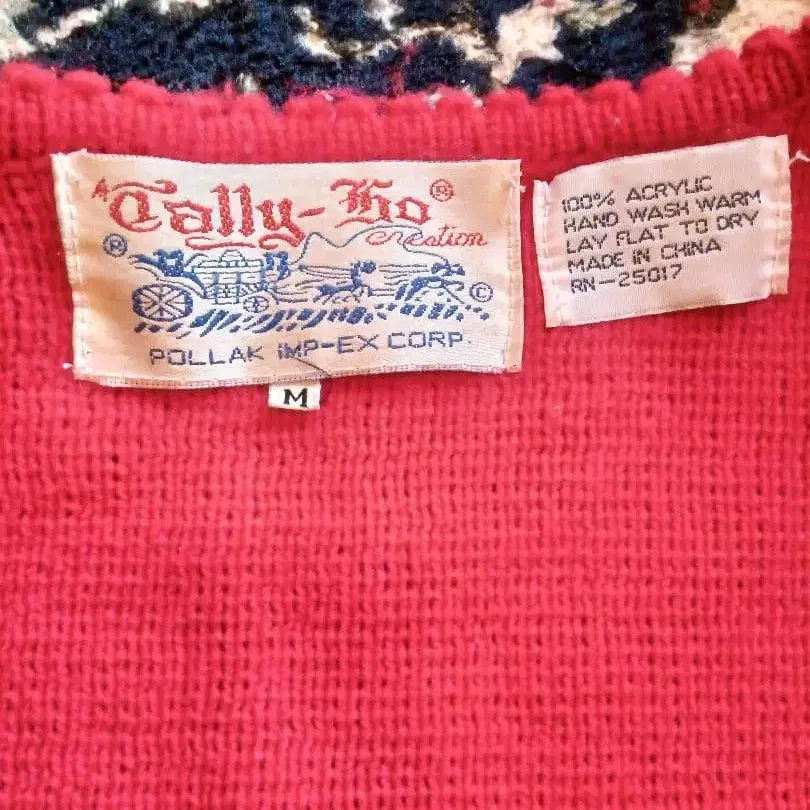 A Tally-Ho ®
® creation
©
POLLAK IMP-EX CORP.
M
100% ACRYLIC
HAND WASH WARM
LAY FLAT TO DRY
MADE IN CHINA
RN-25017